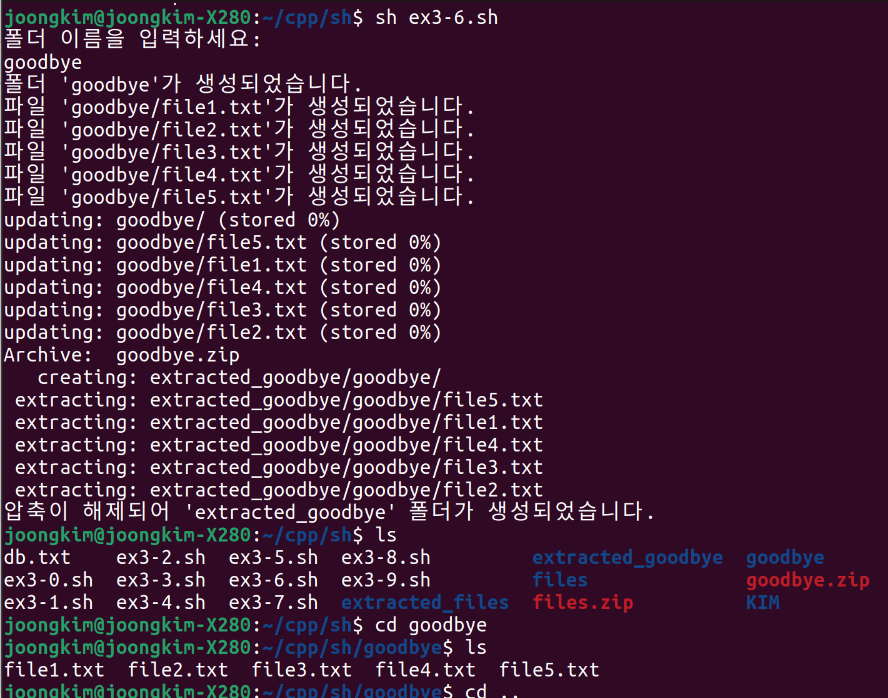 joongkim@joongkim-X280:~/cpp/sh$ sh ex3-6.sh
폴더 이름을 입력하세요:
goodbye
폴더 'goodbye'가 생성되었습니다.
파일 'goodbye/file1.txt'가 생성되었습니다.
파일 'goodbye/file2.txt'가 생성되었습니다.
파일 'goodbye/file3.txt'가 생성되었습니다.
파일 'goodbye/file4.txt'가 생성되었습니다.
파일 'goodbye/file5.txt'가 생성되었습니다.
updating: goodbye/ (stored 0%)
updating: goodbye/file5.txt (stored 0%)
updating: goodbye/file1.txt (stored 0%)
updating: goodbye/file4.txt (stored 0%)
updating: goodbye/file3.txt (stored 0%)
updating: goodbye/file2.txt (stored 0%)
Archive:  goodbye.zip
   creating: extracted_goodbye/goodbye/
 extracting: extracted_goodbye/goodbye/file5.txt
 extracting: extracted_goodbye/goodbye/file1.txt
 extracting: extracted_goodbye/goodbye/file4.txt
 extracting: extracted_goodbye/goodbye/file3.txt
 extracting: extracted_goodbye/goodbye/file2.txt
압축이 해제되어 'extracted_goodbye' 폴더가 생성되었습니다.
joongkim@joongkim-X280:~/cpp/sh$ ls
db.txt    ex3-2.sh  ex3-5.sh  ex3-8.sh         extracted_goodbye  goodbye
ex3-0.sh  ex3-3.sh  ex3-6.sh  ex3-9.sh         files              goodbye.zip
ex3-1.sh  ex3-4.sh  ex3-7.sh  extracted_files  files.zip          KIM
joongkim@joongkim-X280:~/cpp/sh$ cd goodbye
joongkim@joongkim-X280:~/cpp/sh/goodbye$ ls
file1.txt  file2.txt  file3.txt  file4.txt  file5.txt
joongkim@joongkim-X280:~/cpp/sh/goodbye$ cd ..